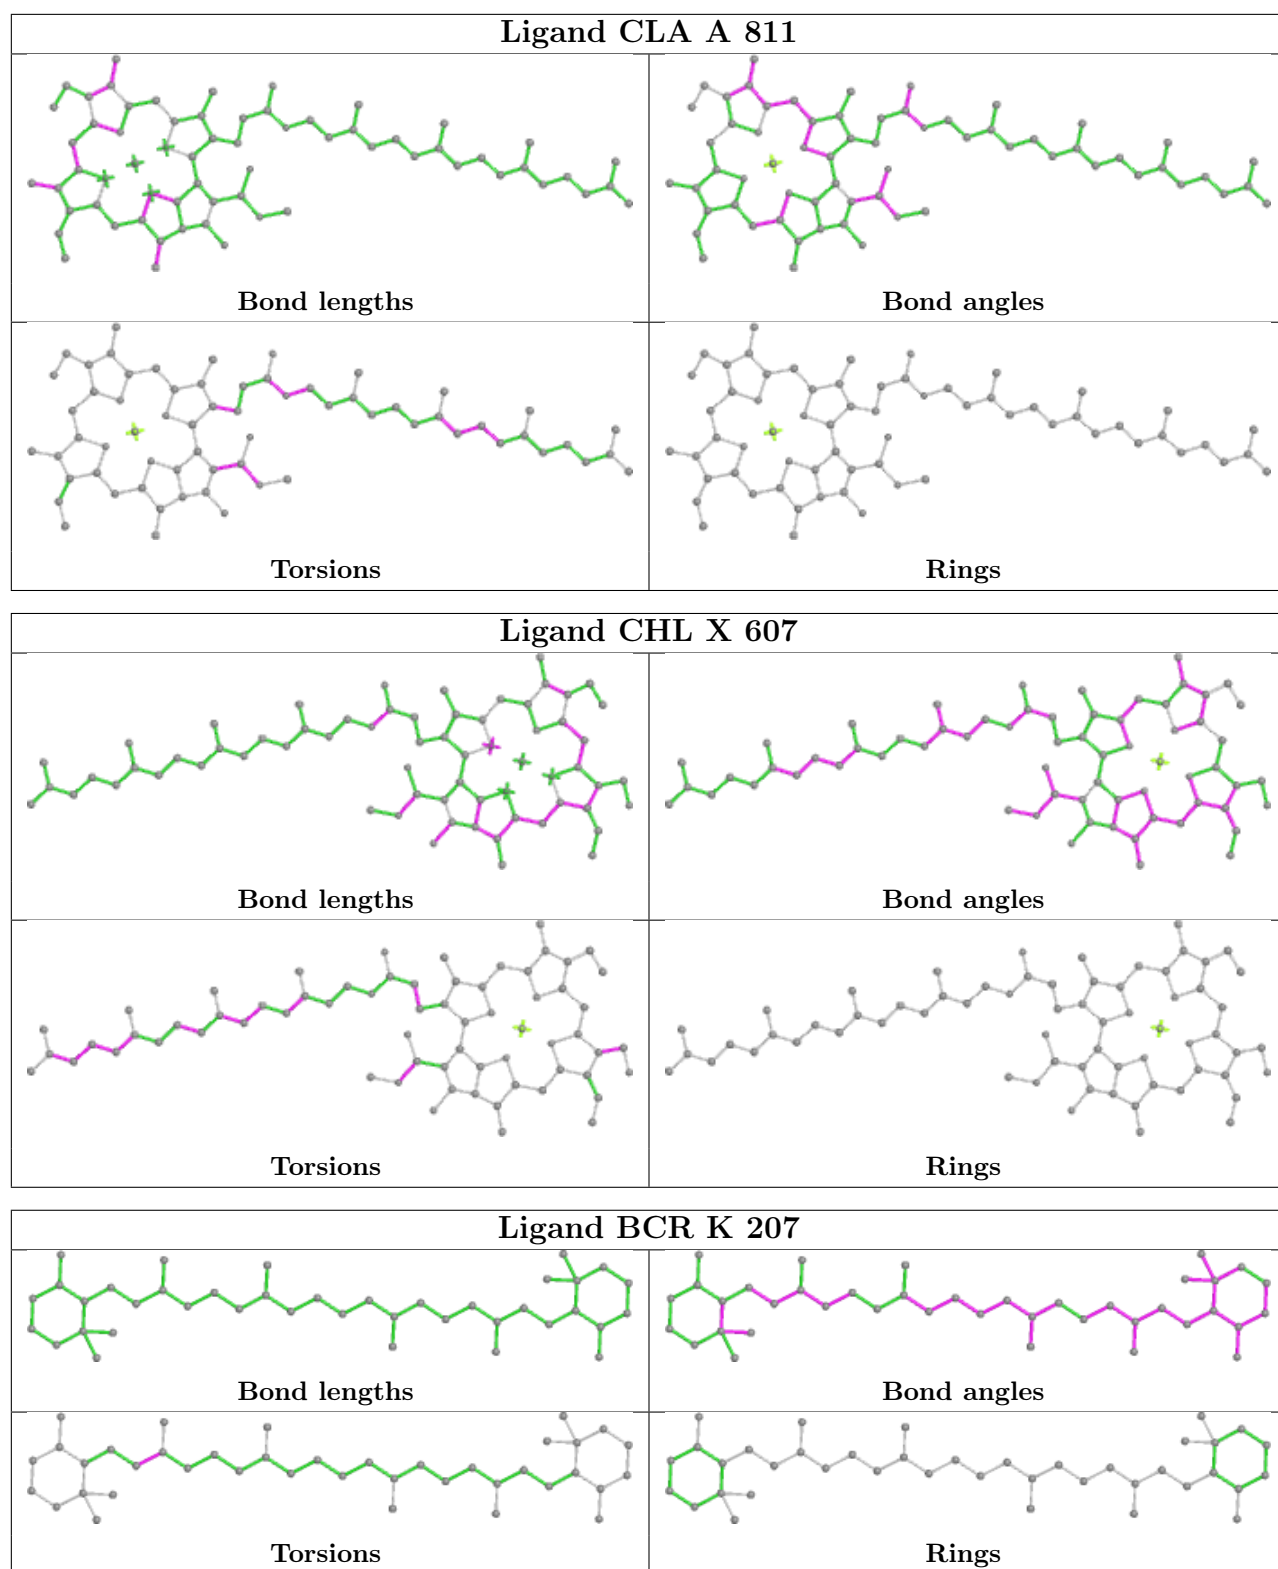 Ligand CLA A 811
Bond lengths
Bond angles
Torsions
Rings
Ligand CHL X 607
Bond lengths
Bond angles
Torsions
Rings
Ligand BCR K 207
Bond lengths
Bond angles
Torsions
Rings